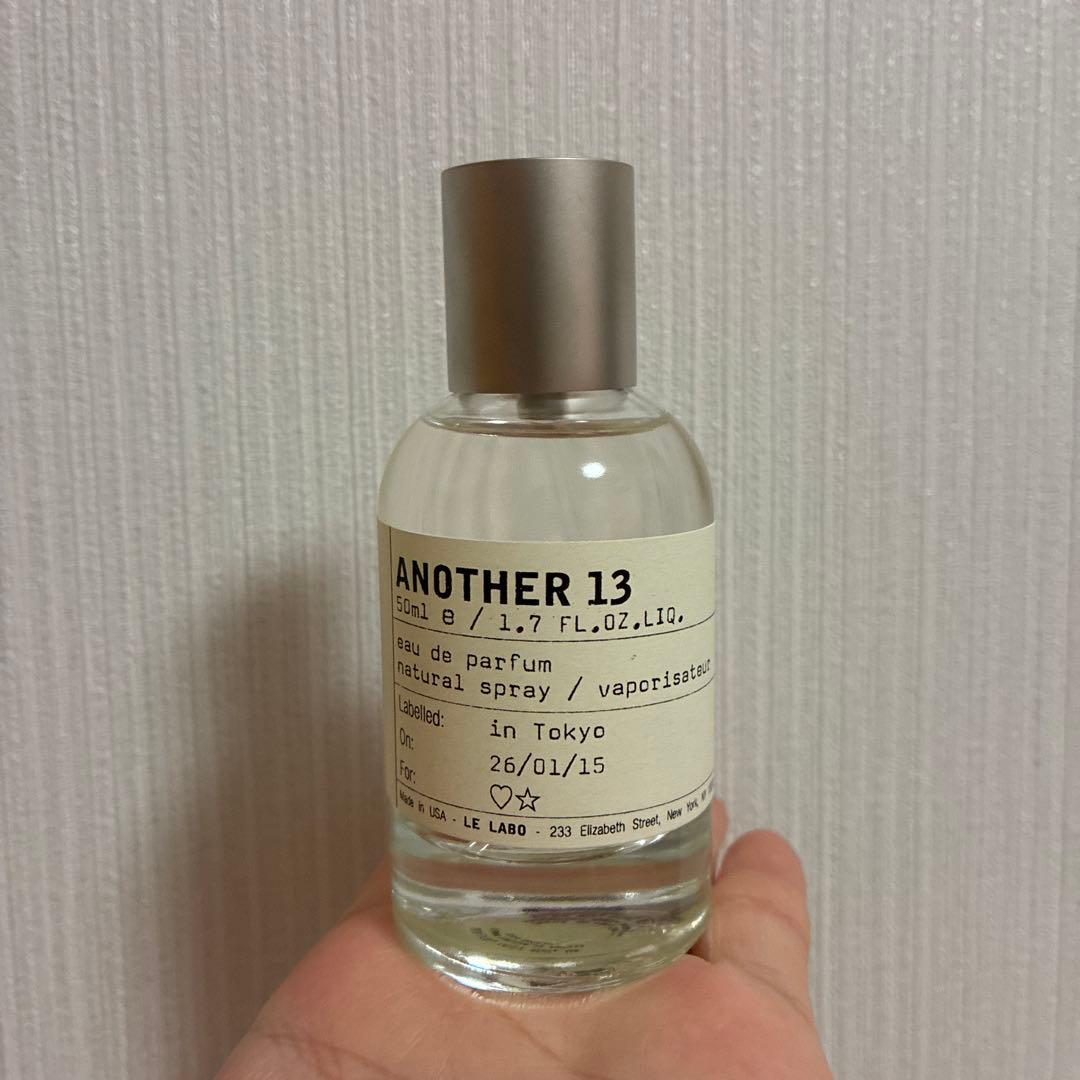 ANOTHER 13
50ml e / 1.7 FL.OZ.LIQ.
eau de parfum
natural spray / vaporisateur
Labelled: in Tokyo
On: 26/01/15
For: ♡☆
Made in USA - LE LABO - 233 Elizabeth Street, New York, NY